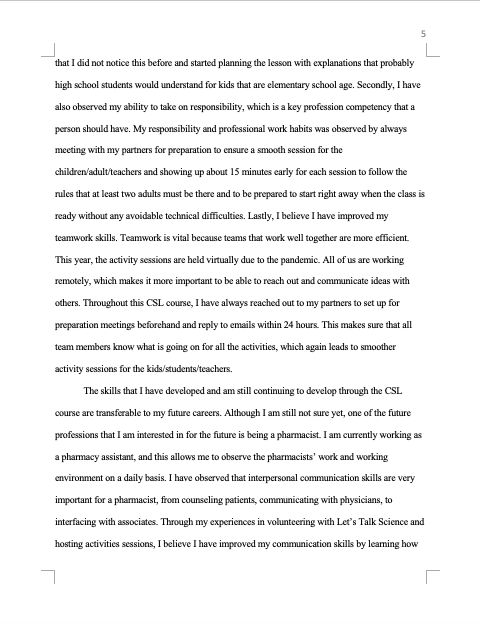 5
that I did not notice this before and started planning the lesson with explanations that probably
high school students would understand for kids that are elementary school age. Secondly, I have
also observed my ability to take on responsibility, which is a key profession competency that a
person should have. My responsibility and professional work habits was observed by always
meeting with my partners for preparation to ensure a smooth session for the
children/adult/teachers and showing up about 15 minutes early for each session to follow the
rules that at least two adults must be there and to be prepared to start right away when the class is
ready without any avoidable technical difficulties. Lastly, I believe I have improved my
teamwork skills. Teamwork is vital because teams that work well together are more efficient.
This year, the activity sessions are held virtually due to the pandemic. All of us are working
remotely, which makes it more important to be able to reach out and communicate ideas with
others. Throughout this CSL course, I have always reached out to my partners to set up for
preparation meetings beforehand and reply to emails within 24 hours. This makes sure that all
team members know what is going on for all the activities, which again leads to smoother
activity sessions for the kids/students/teachers.
The skills that I have developed and am still continuing to develop through the CSL
course are transferable to my future careers. Although I am still not sure yet, one of the future
professions that I am interested in for the future is being a pharmacist. I am currently working as
a pharmacy assistant, and this allows me to observe the pharmacists’ work and working
environment on a daily basis. I have observed that interpersonal communication skills are very
important for a pharmacist, from counseling patients, communicating with physicians, to
interfacing with associates. Through my experiences in volunteering with Let’s Talk Science and
hosting activities sessions, I believe I have improved my communication skills by learning how